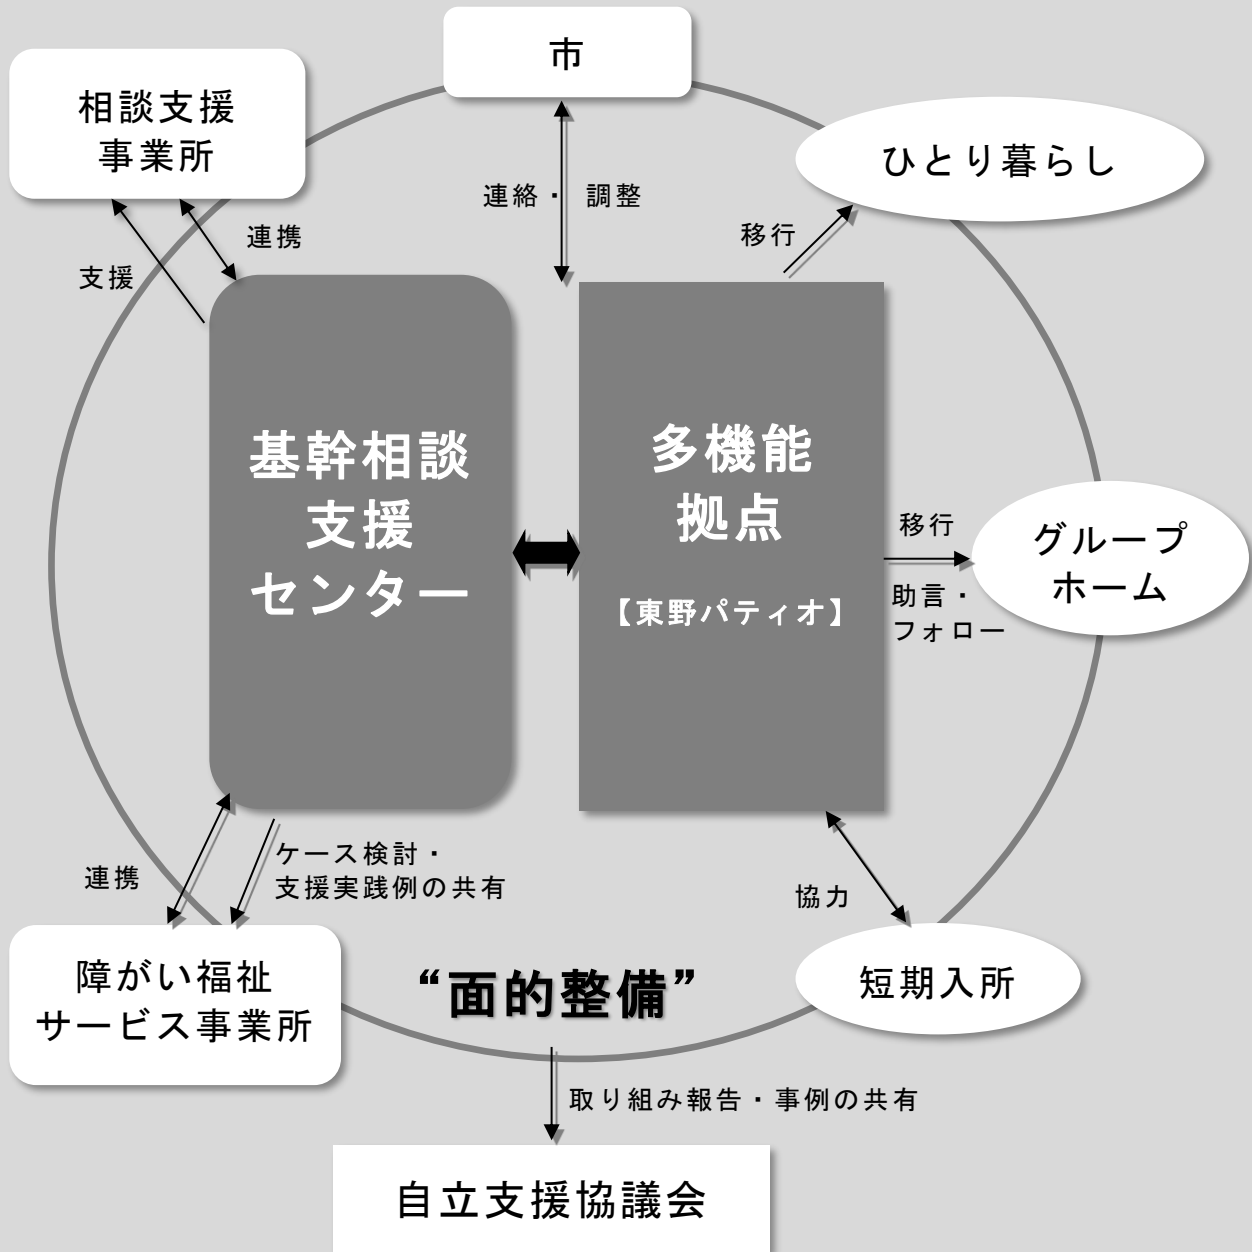 市
相談支援
事業所
ひとり暮らし
連絡・調整
移行
連携
支援
基幹相談
支援
センター
多機能
拠点
【東野パティオ】
移行
グループ
ホーム
助言・
フォロー
ケース検討・
支援実践例の共有
連携
協力
障がい福祉
サービス事業所
“面的整備”
短期入所
取り組み報告・事例の共有
自立支援協議会